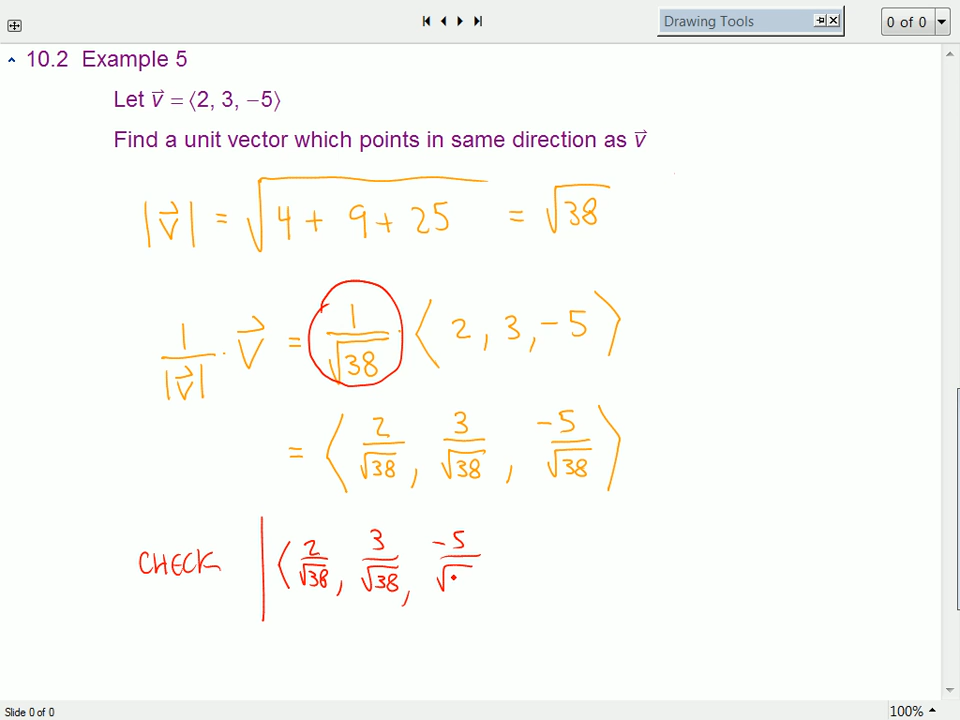 Drawing Tools
0 of 0
10.2 Example 5
Let v⃗ = ⟨2, 3, −5⟩
Find a unit vector which points in same direction as v⃗
|v⃗| = √(4 + 9 + 25) = √38
1/|v⃗| · v⃗ = 1/√38 · ⟨2, 3, −5⟩
= ⟨2/√38, 3/√38, −5/√38⟩
CHECK |⟨2/√38, 3/√38, −5/√
Slide 0 of 0
100%